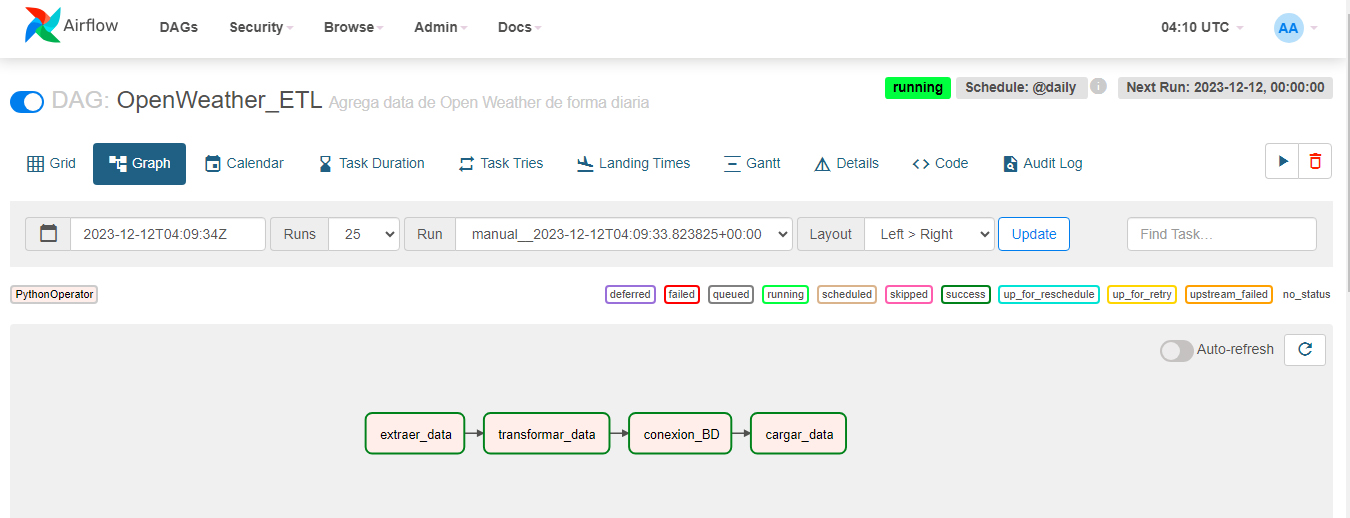 Airflow DAGs Security Browse Admin Docs 04:10 UTC AA
DAG: OpenWeather_ETL Agrega data de Open Weather de forma diaria running Schedule: @daily i Next Run: 2023-12-12, 00:00:00
Grid Graph Calendar Task Duration Task Tries Landing Times Gantt Details Code Audit Log
2023-12-12T04:09:34Z Runs 25 Run manual__2023-12-12T04:09:33.823825+00:00 Layout Left > Right Update Find Task...
PythonOperator deferred failed queued running scheduled skipped success up_for_reschedule up_for_retry upstream_failed no_status
Auto-refresh
extraer_data transformar_data conexion_BD cargar_data